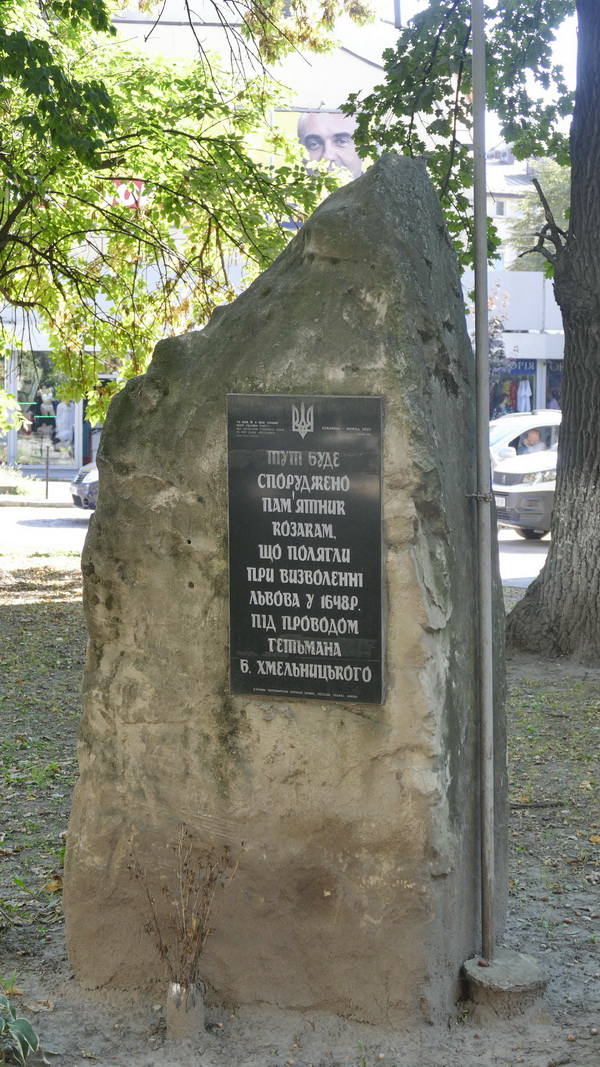 ТУТ БУДЕ
СПОРУДЖЕНО
ПАМ'ЯТНИК
КОЗАКАМ,
ЩО ПОЛЯГЛИ
ПРИ ВИЗВОЛЕННІ
ЛЬВОВА У 1648Р.
ПІД ПРОВОДОМ
ГЕТЬМАНА
Б. ХМЕЛЬНИЦЬКОГО